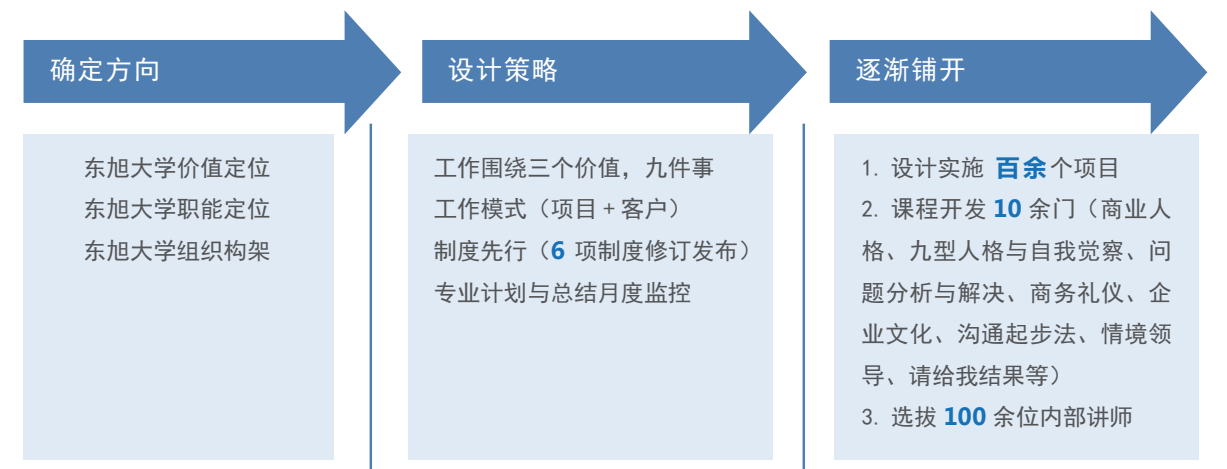 确定方向
东旭大学价值定位
东旭大学职能定位
东旭大学组织构架
设计策略
工作围绕三个价值，九件事
工作模式（项目+客户）
制度先行（6 项制度修订发布）
专业计划与总结月度监控
逐渐铺开
1. 设计实施 百余个项目
2. 课程开发 10 余门（商业人
格、九型人格与自我觉察、问
题分析与解决、商务礼仪、企
业文化、沟通起步法、情境领
导、请给我结果等）
3. 选拔 100 余位内部讲师